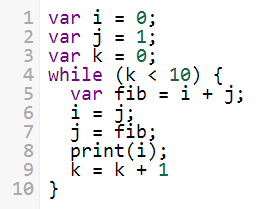 1 var i = 0;
2 var j = 1;
3 var k = 0;
4 while (k < 10) {
5   var fib = i + j;
6   i = j;
7   j = fib;
8   print(i);
9   k = k + 1
10 }